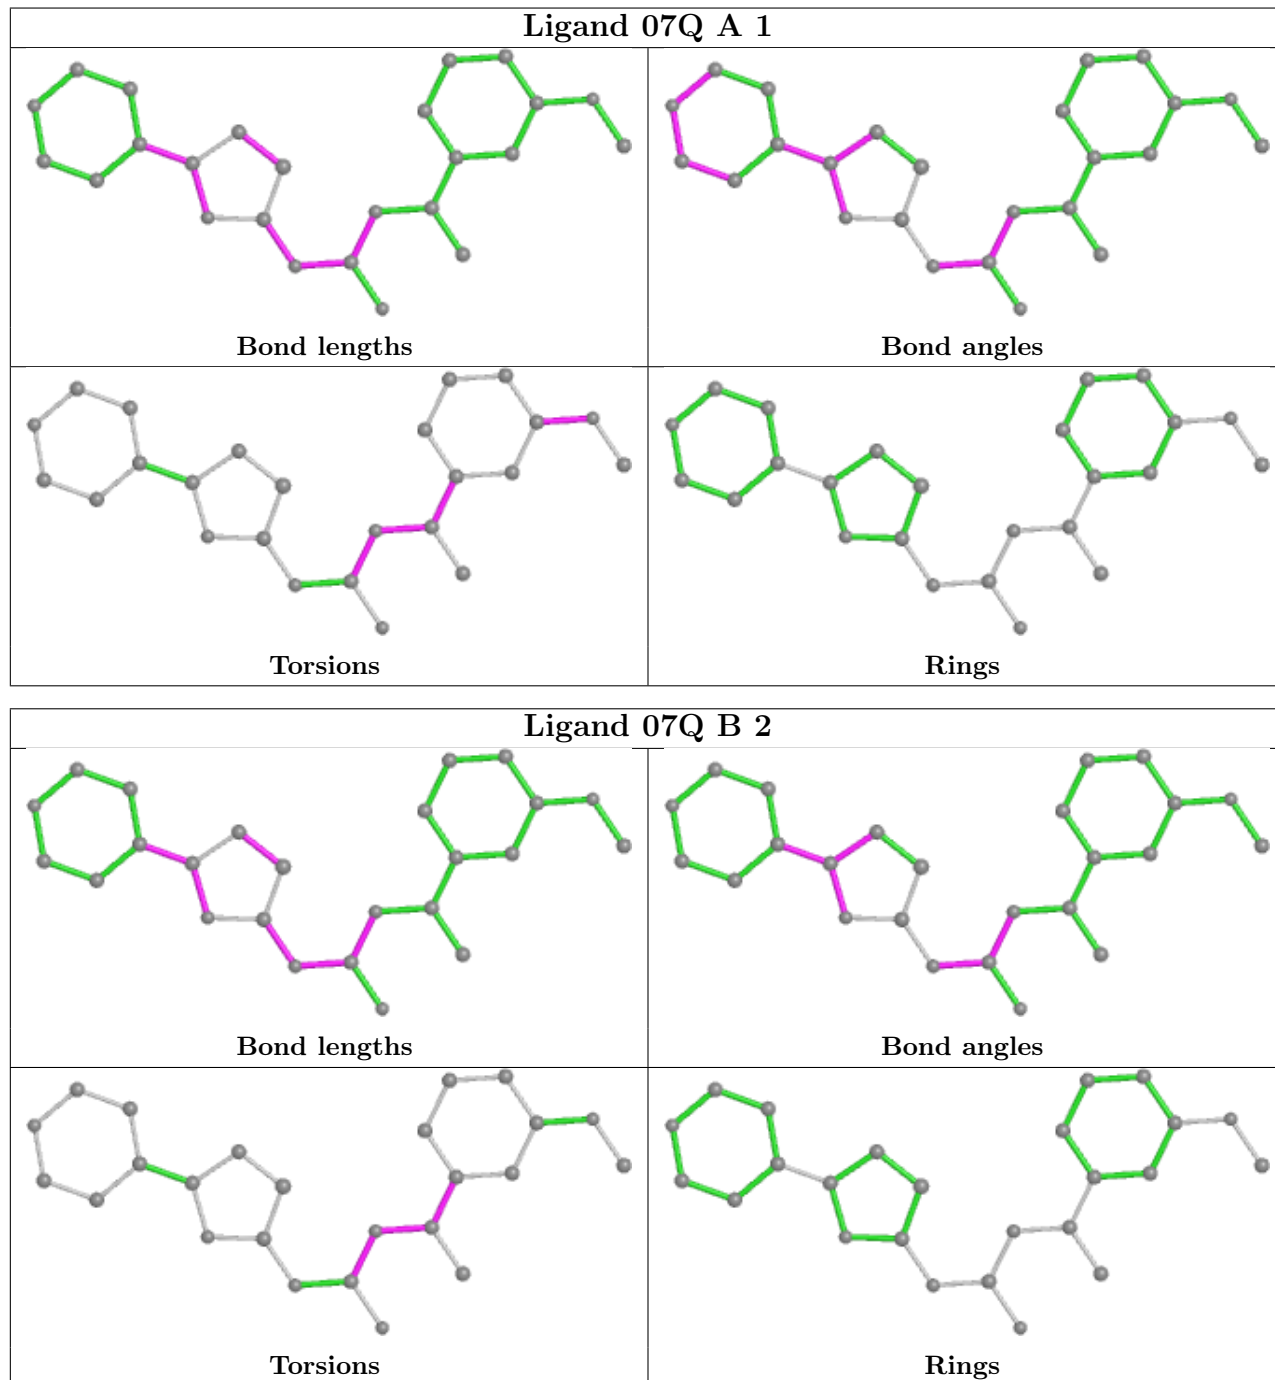 Ligand 07Q A 1
Bond lengths
Bond angles
Torsions
Rings
Ligand 07Q B 2
Bond lengths
Bond angles
Torsions
Rings